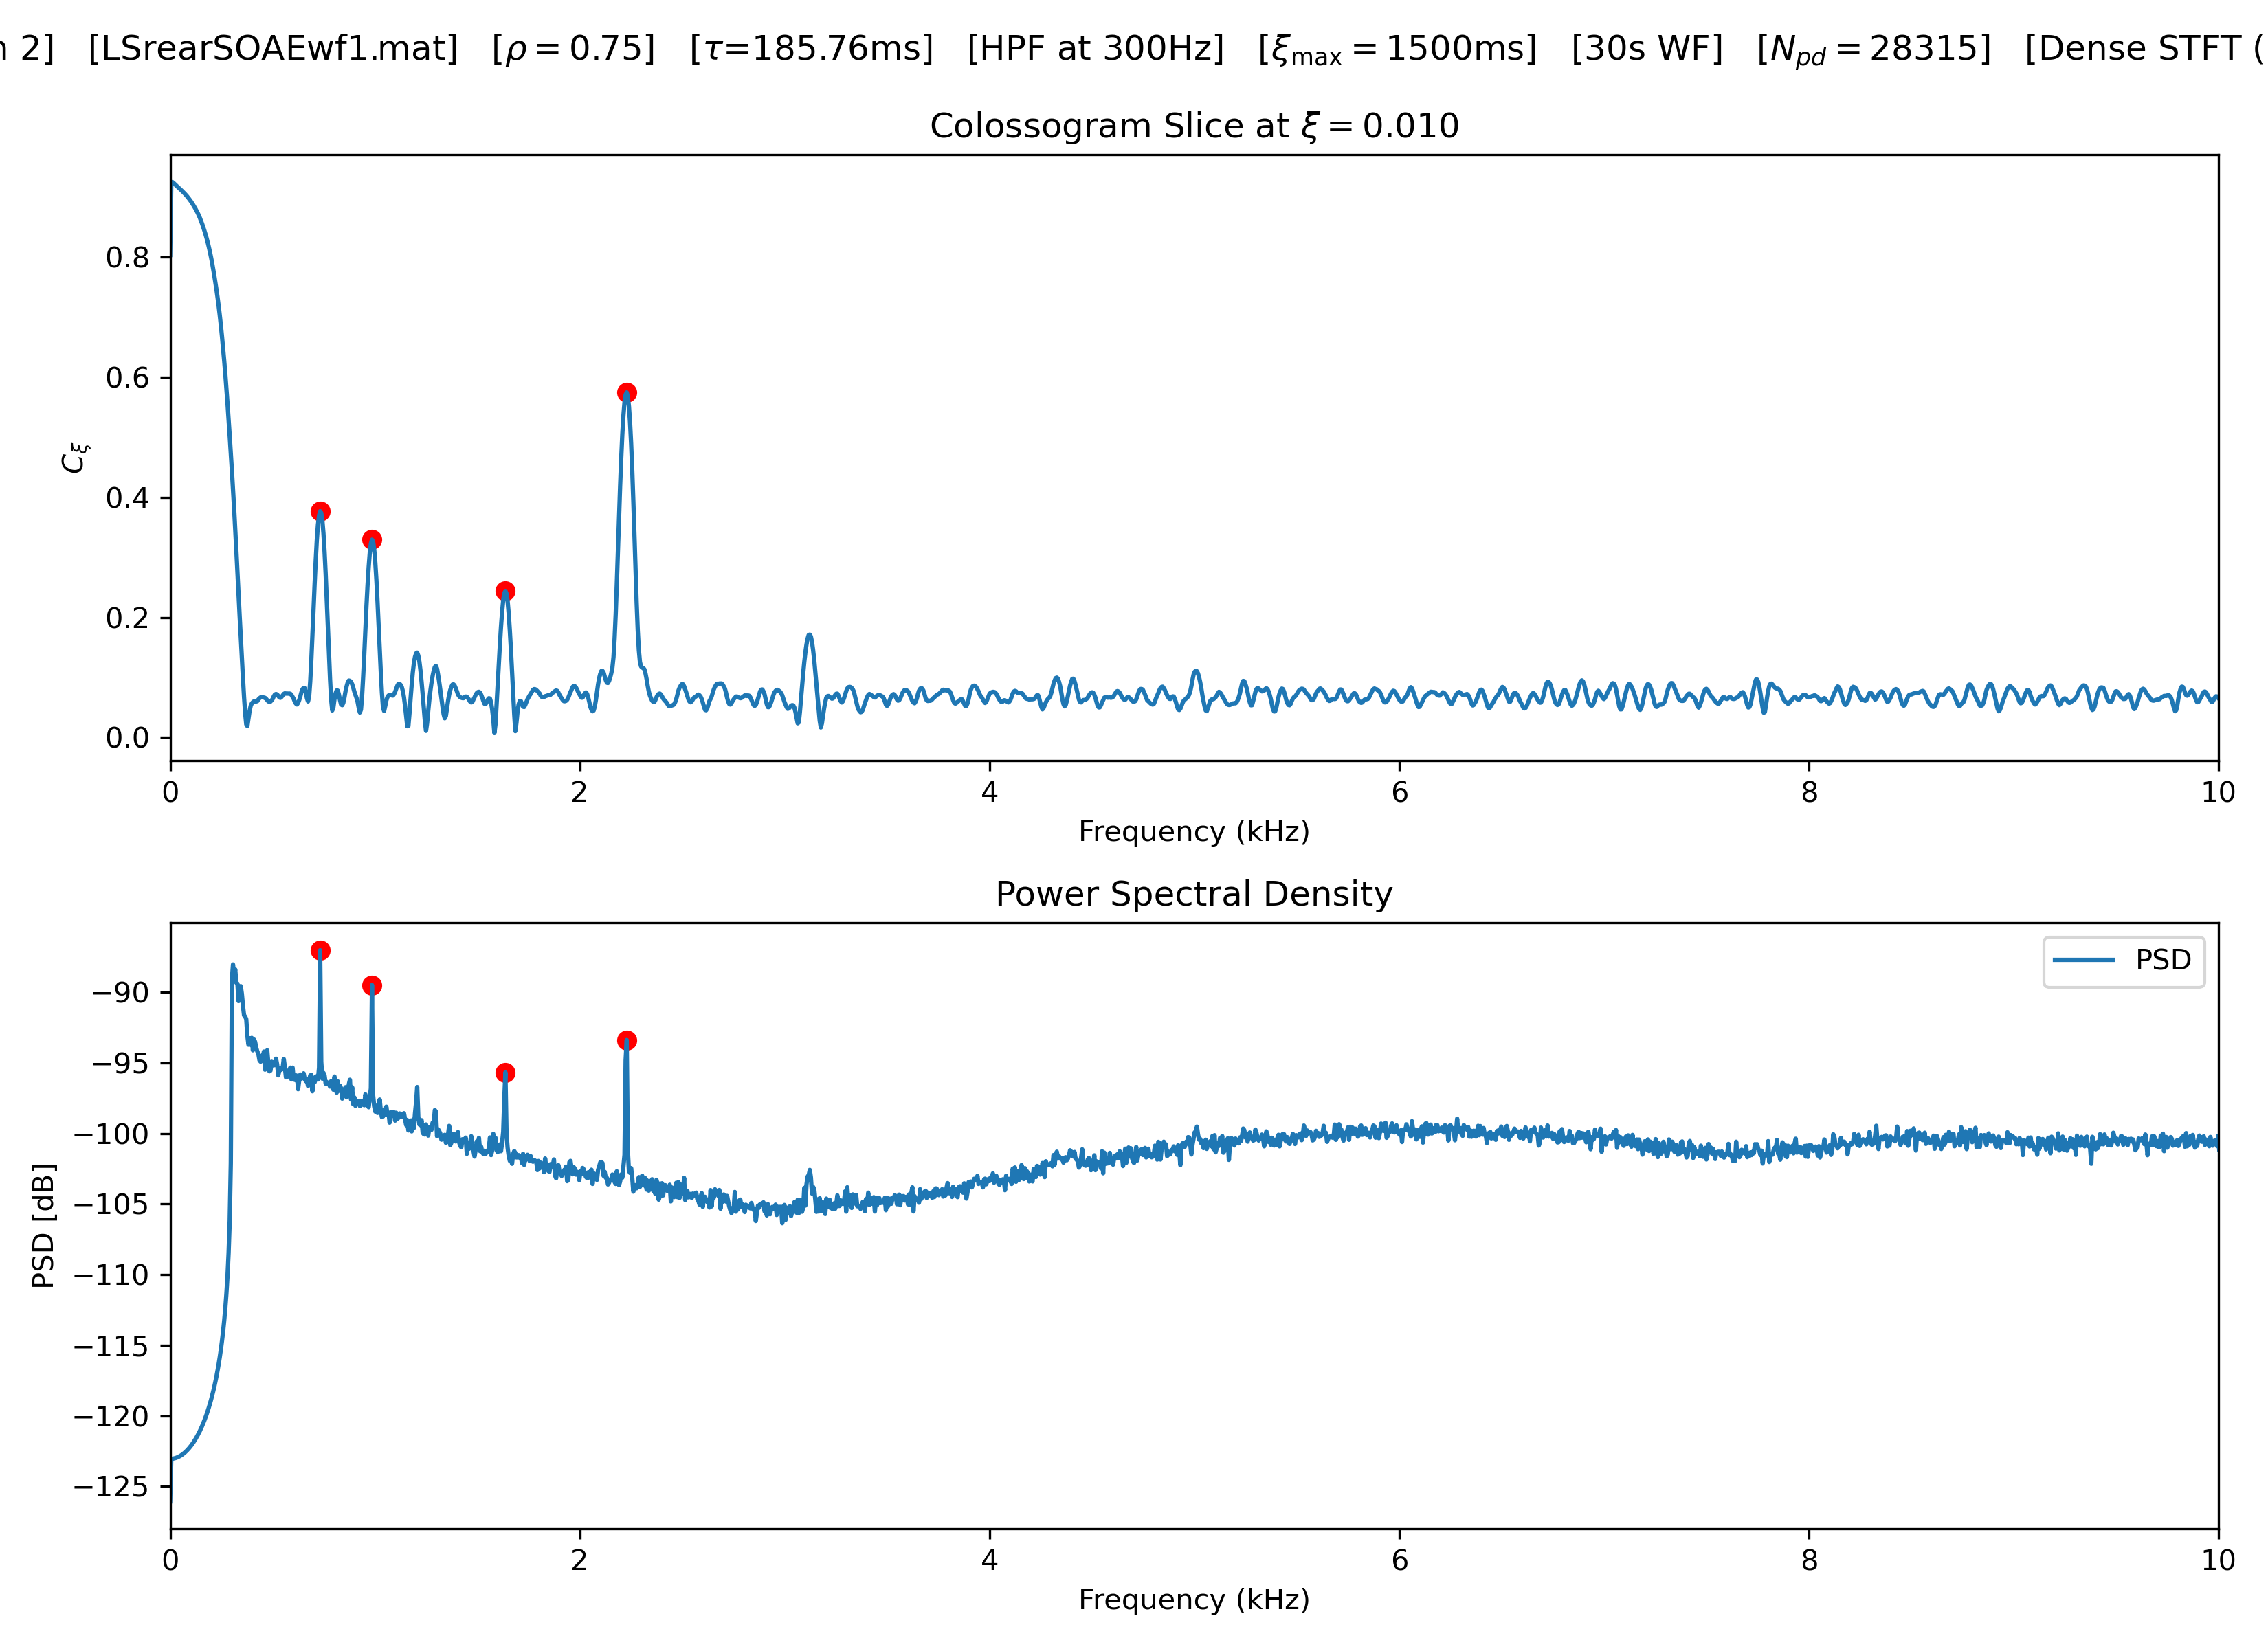 2]   [LSrearSOAEwf1.mat]   [ρ = 0.75]   [τ=185.76ms]   [HPF at 300Hz]   [ξmax = 1500ms]   [30s WF]   [Npd = 28315]   [Dense STFT (
Colossogram Slice at ξ = 0.010
0.8
0.6
0.4
0.2
0.0
Cξ
0 2 4 6 8 10
Frequency (kHz)
Power Spectral Density
PSD
−90
−95
−100
−105
−110
−115
−120
−125
PSD [dB]
0 2 4 6 8 10
Frequency (kHz)